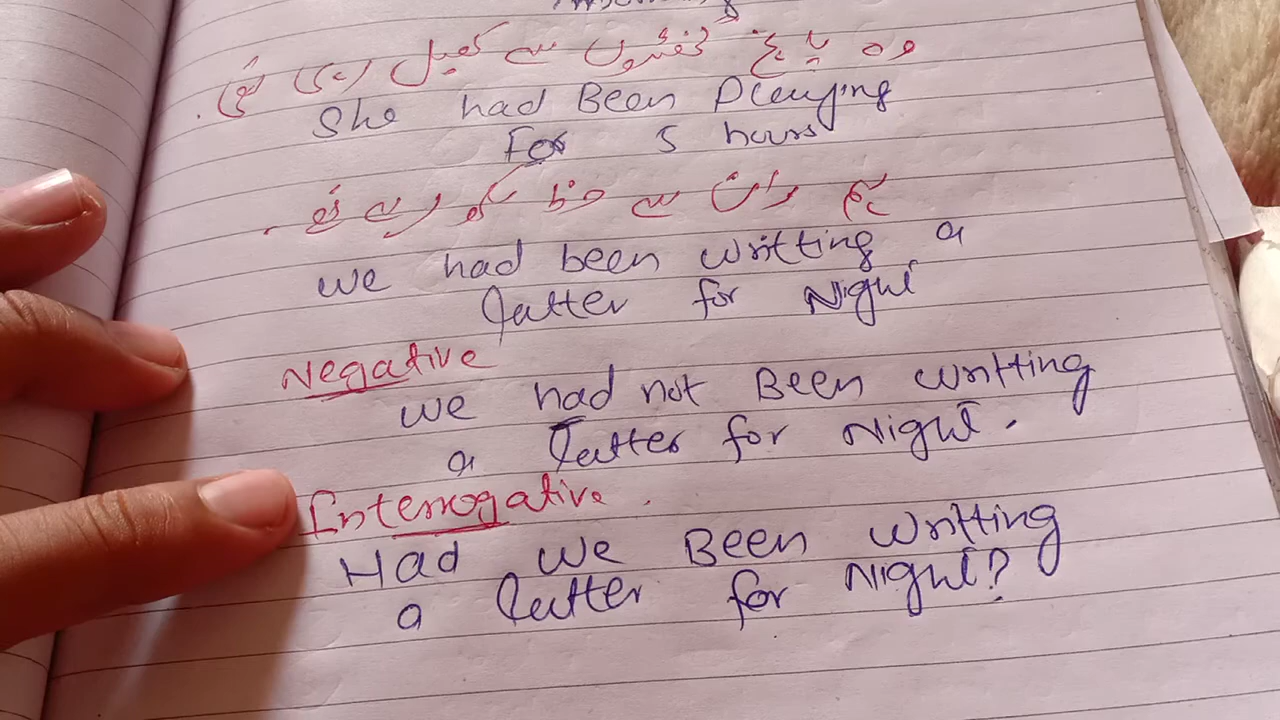 وہ پانچ گھنٹوں سے کھیل رہی تھی.
She had Been Playing
For 5 hours
ہم رات سے خط لکھ رہے تھے.
we had been writting a
latter for Night
Negative
we had not Been writting
a latter for Night.
Interrogative.
Had we Been writting
a latter for Night?